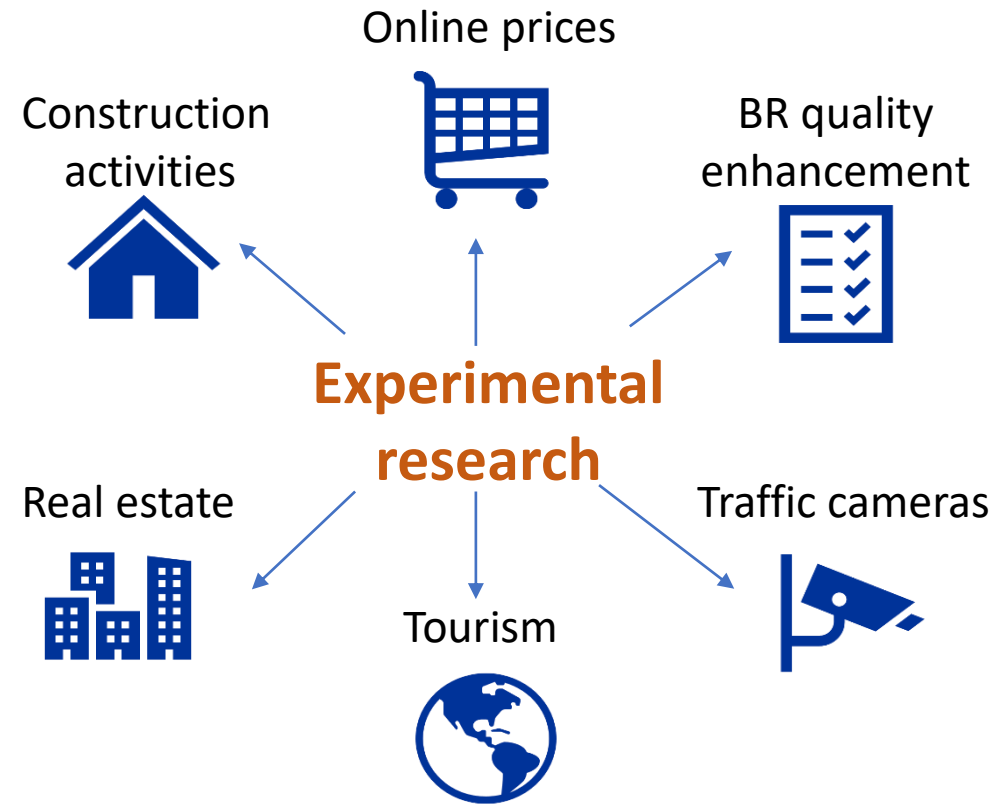 Online prices
Construction
activities
BR quality
enhancement
Experimental
research
Real estate
Traffic cameras
Tourism